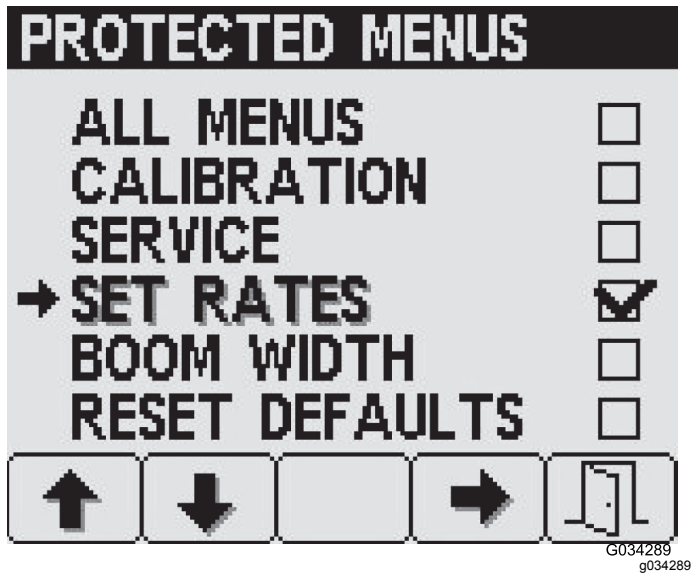 PROTECTED MENUS
ALL MENUS
CALIBRATION
SERVICE
SET RATES
BOOM WIDTH
RESET DEFAULTS
G034289
g034289